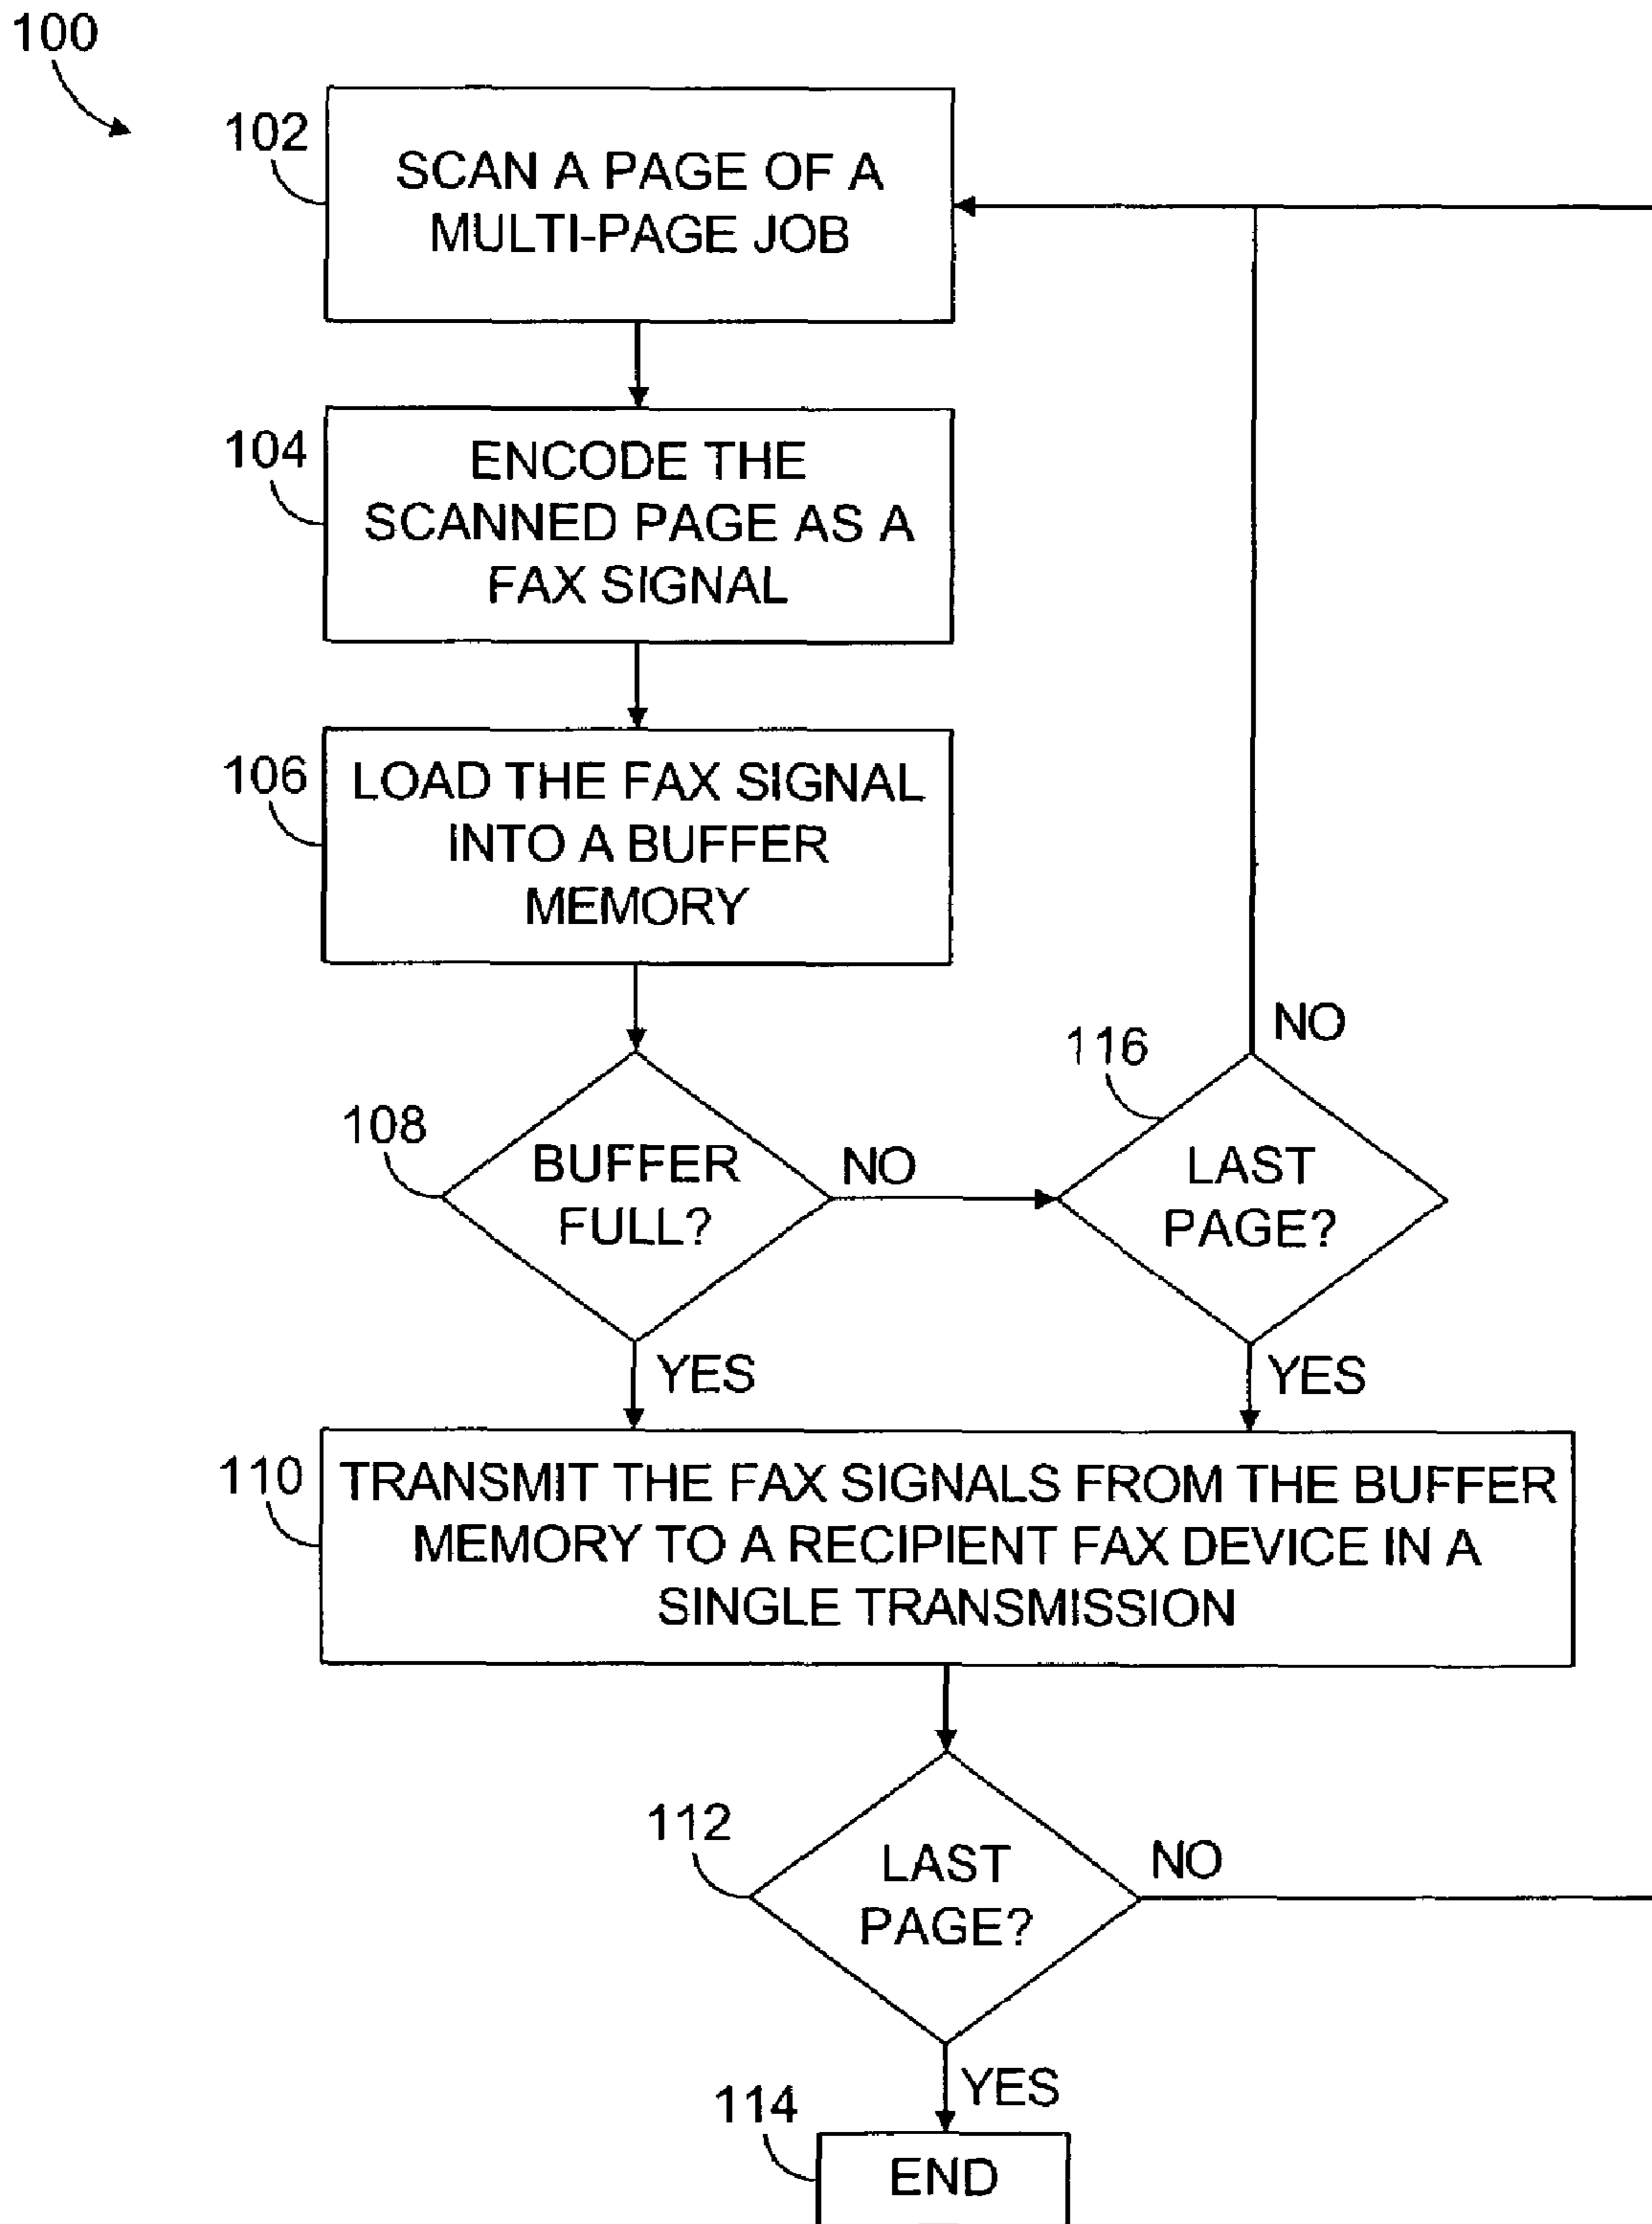 100
102
SCAN A PAGE OF A
MULTI-PAGE JOB
104
ENCODE THE
SCANNED PAGE AS A
FAX SIGNAL
106
LOAD THE FAX SIGNAL
INTO A BUFFER
MEMORY
108
BUFFER
FULL?
NO
YES
116
LAST
PAGE?
NO
YES
110
TRANSMIT THE FAX SIGNALS FROM THE BUFFER
MEMORY TO A RECIPIENT FAX DEVICE IN A
SINGLE TRANSMISSION
112
LAST
PAGE?
NO
YES
114
END